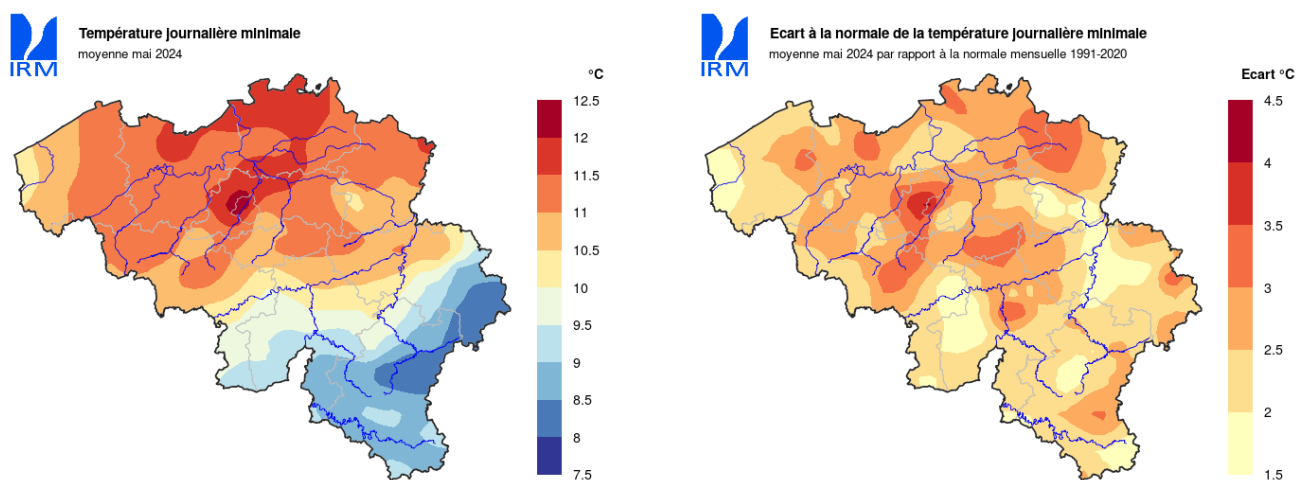 IRM
Température journalière minimale
moyenne mai 2024
°C
12.5
12
11.5
11
10.5
10
9.5
9
8.5
8
7.5
IRM
Ecart à la normale de la température journalière minimale
moyenne mai 2024 par rapport à la normale mensuelle 1991-2020
Ecart °C
4.5
4
3.5
3
2.5
2
1.5